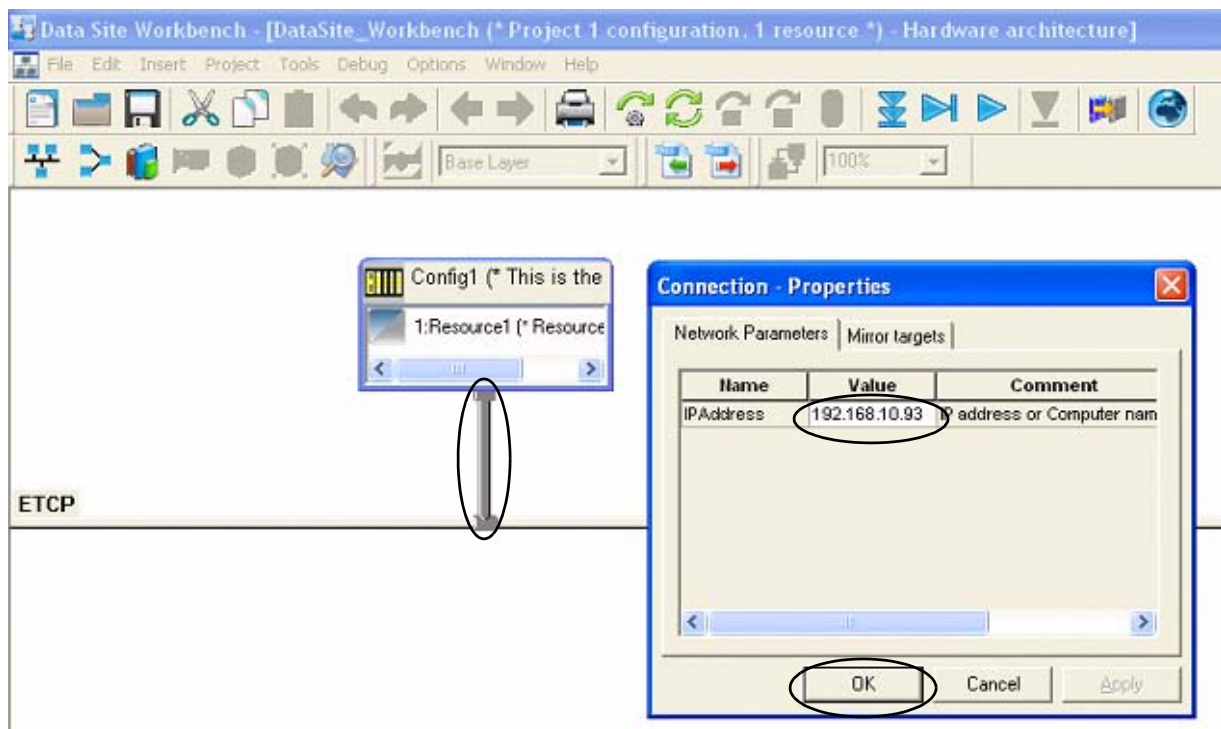 Data Site Workbench - [DataSite_Workbench (* Project 1 configuration, 1 resource *) - Hardware architecture]
File Edit Insert Project Tools Debug Options Window Help
Base Layer
100%
Config1 (* This is the
1:Resource1 (* Resource
ETCP
Connection - Properties
Network Parameters Mirror targets
Name Value Comment
IPAddress 192.168.10.93 IP address or Computer nam
OK Cancel Apply